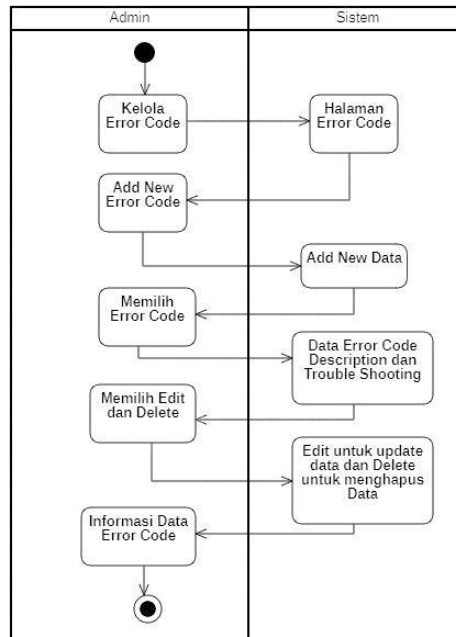 Admin
Sistem
Kelola
Error Code
Halaman
Error Code
Add New
Error Code
Add New Data
Memilih
Error Code
Data Error Code
Description dan
Trouble Shooting
Memilih Edit
dan Delete
Edit untuk update
data dan Delete
untuk menghapus
Data
Informasi Data
Error Code